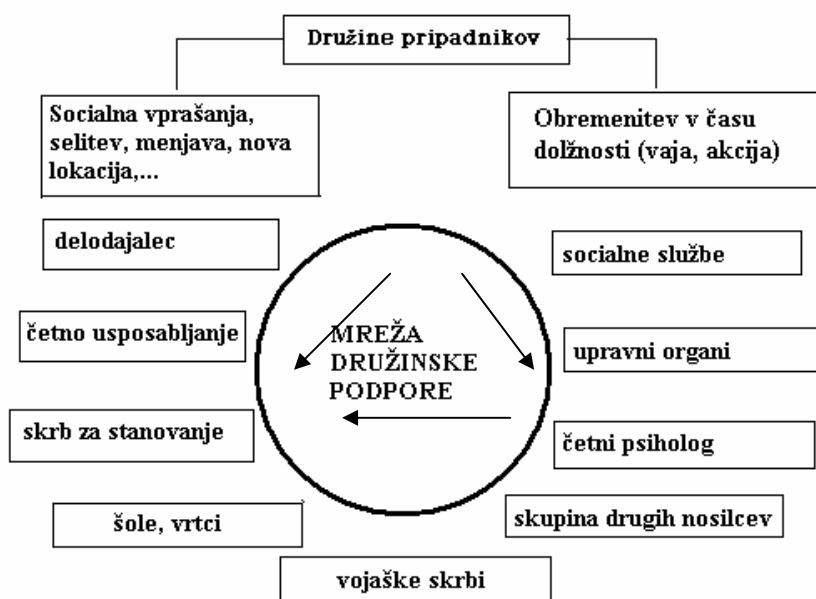 Družine pripadnikov
Socialna vprašanja,
selitev, menjava, nova
lokacija,...
Obremenitev v času
dolžnosti (vaja, akcija)
delodajalec
socialne službe
četno usposabljanje
MREŽA
DRUŽINSKE
PODPORE
upravni organi
skrb za stanovanje
četni psiholog
šole, vrtci
skupina drugih nosilcev
vojaške skrbi